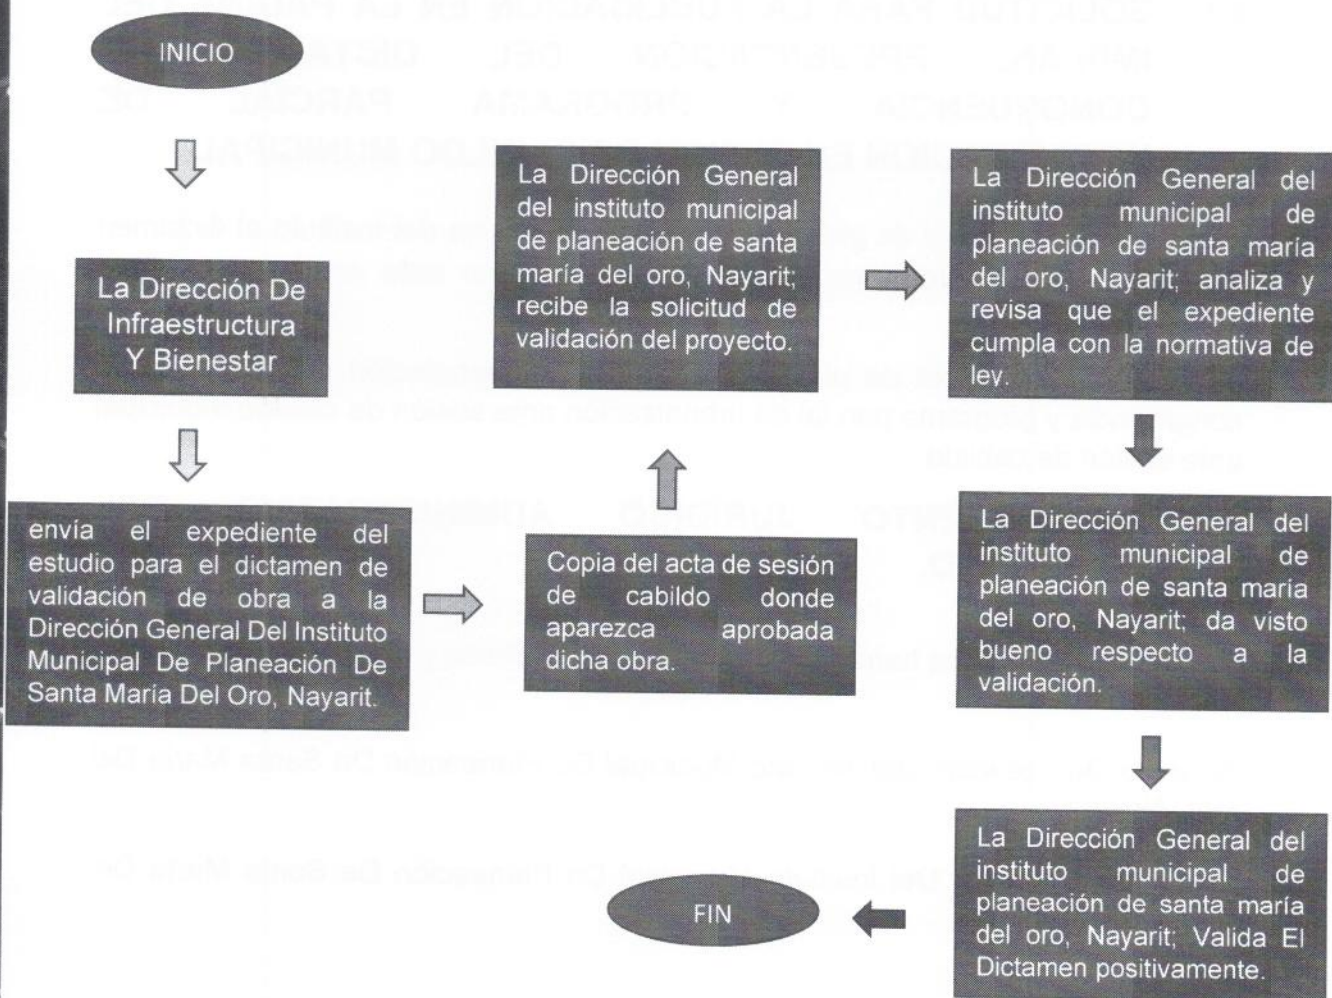 INICIO
La Dirección De
Infraestructura
Y Bienestar
envía el expediente del
estudio para el dictamen de
validación de obra a la
Dirección General Del Instituto
Municipal De Planeación De
Santa María Del Oro, Nayarit.
Copia del acta de sesión
de cabildo donde
aparezca aprobada
dicha obra.
La Dirección General
del instituto municipal
de planeación de santa
maría del oro, Nayarit;
recibe la solicitud de
validación del proyecto.
La Dirección General del
instituto municipal de
planeación de santa maría
del oro, Nayarit; analiza y
revisa que el expediente
cumpla con la normativa de
ley.
La Dirección General del
instituto municipal de
planeación de santa maría
del oro, Nayarit; da visto
bueno respecto a la
validación.
La Dirección General del
instituto municipal de
planeación de santa maría
del oro, Nayarit; Valida El
Dictamen positivamente.
FIN